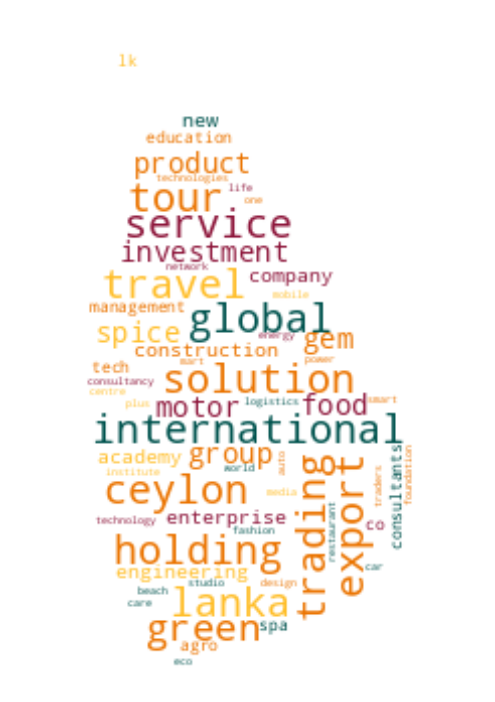 lk
new
education
product
technologies
tour
life
one
service
investment
network
travel
company
mobile
management
global
spice
energy
gem
construction
mart
power
tech
solution
consultancy
centre
plus
motor
logistics
food
smart
international
academy
group
world
auto
institute
ceylon
media
trading
export
restaurant
traders
consultants
foundation
technology
enterprise
co
fashion
holding
car
engineering
studio
design
beach
care
lanka
green
spa
agro
eco